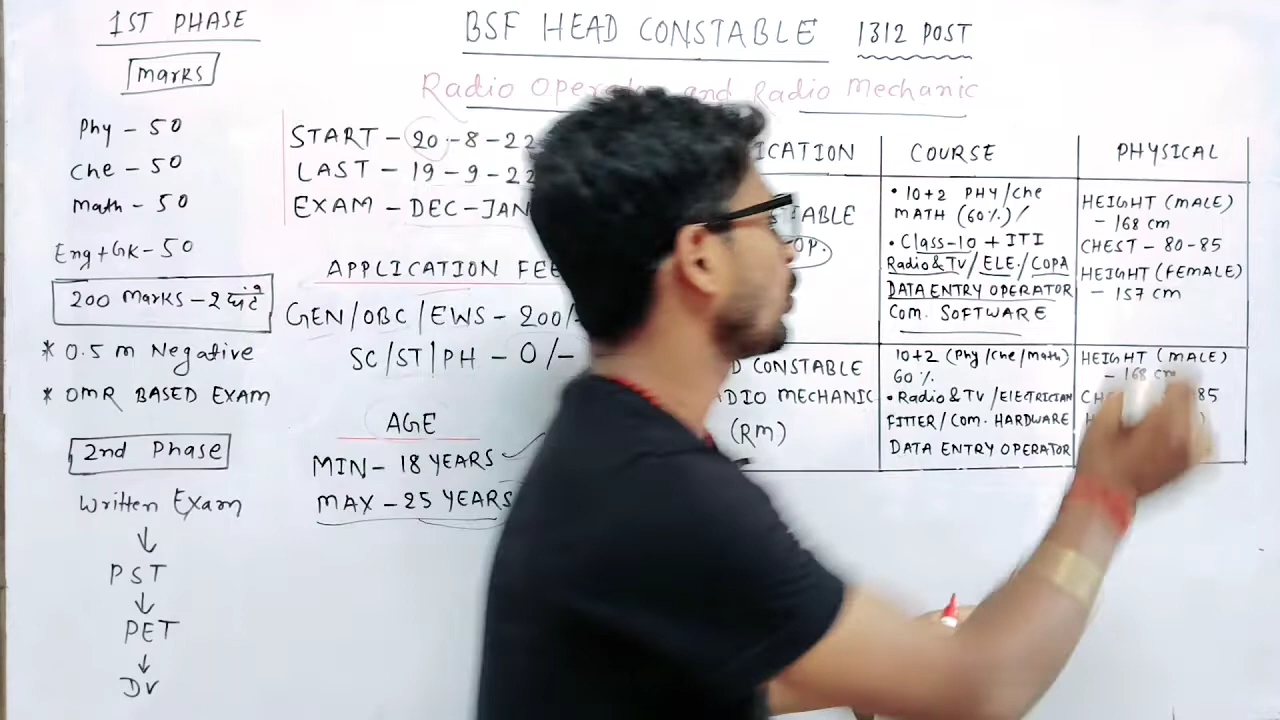 1ST PHASE
Marks
Phy - 50
Che - 50
Math - 50
Eng+GK - 50
200 Marks - 2 घंटे
* 0.5 m Negative
* OMR BASED EXAM
2nd Phase
Written Exam
↓
PST
↓
PET
↓
DV
BSF HEAD CONSTABLE 1312 POST
Radio and Radio Mechanic
START - 20-8-22
LAST - 19-9-22
EXAM - DEC-JAN
APPLICATION FEE
GEN/OBC/EWS - 200/-
SC/ST/PH - 0/-
AGE
MIN - 18 YEARS
MAX - 25 YEARS
CONSTABLE
MECHANIC
(RM)
COURSE
• 10+2 PHY/Che
MATH (60%)/
• Class-10 + ITI
Radio & TV/ELE./COPA
DATA ENTRY OPERATOR
Com. SOFTWARE
10+2 (Phy/Che/Math)
60%
• Radio & TV/ElETRICIAN
FITTER/Com. HARDWARE
DATA ENTRY OPERATOR
PHYSICAL
HEIGHT (MALE)
- 168 cm
CHEST - 80-85
HEIGHT (FEMALE)
- 157 cm
HEIGHT (MALE)
- 168 cm
85